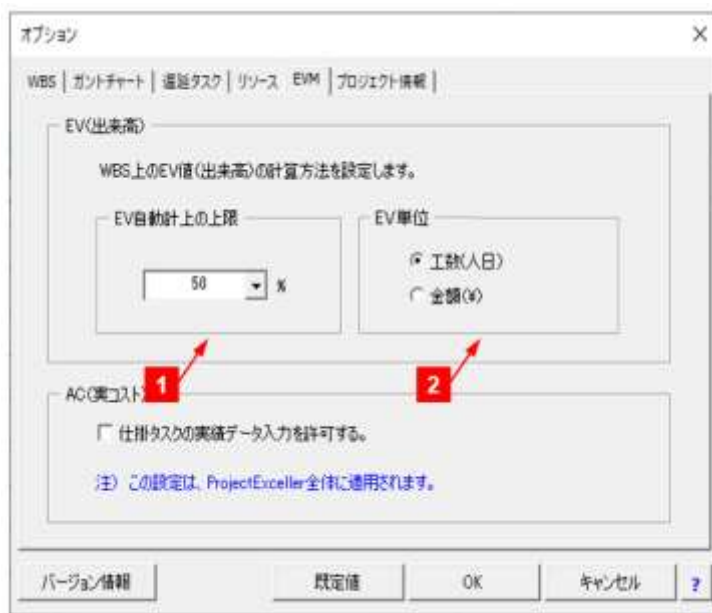 オプション
WBS | ガントチャート | 遅延タスク | リソース EVM | プロジェクト情報 |
EV(出来高)
WBS上のEV値(出来高)の計算方法を設定します。
EV自動計上の上限 EV単位
50 % 工数(人日)
金額(¥)
1 2
AC(実コスト)
仕掛タスクの実績データ入力を許可する。
注) この設定は、ProjectExceller全体に適用されます。
バージョン情報 既定値 OK キャンセル ?